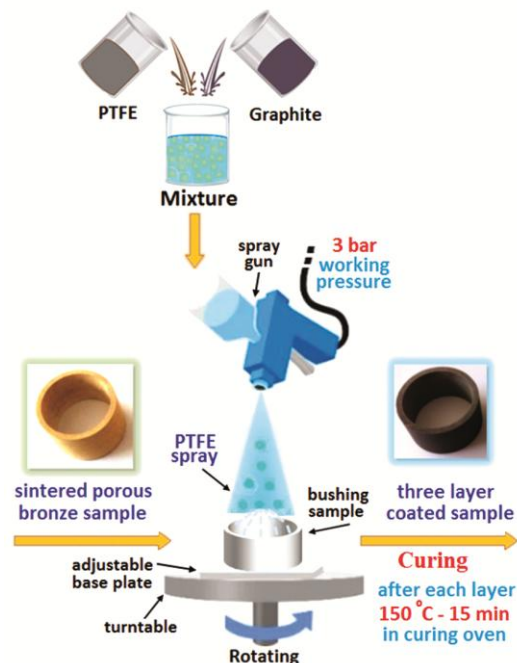 PTFE
Graphite
Mixture
spray
gun
3 bar
working
pressure
PTFE
spray
sintered porous
bronze sample
bushing
sample
three layer
coated sample
adjustable
base plate
turntable
Curing
after each layer
150 °C - 15 min
in curing oven
Rotating